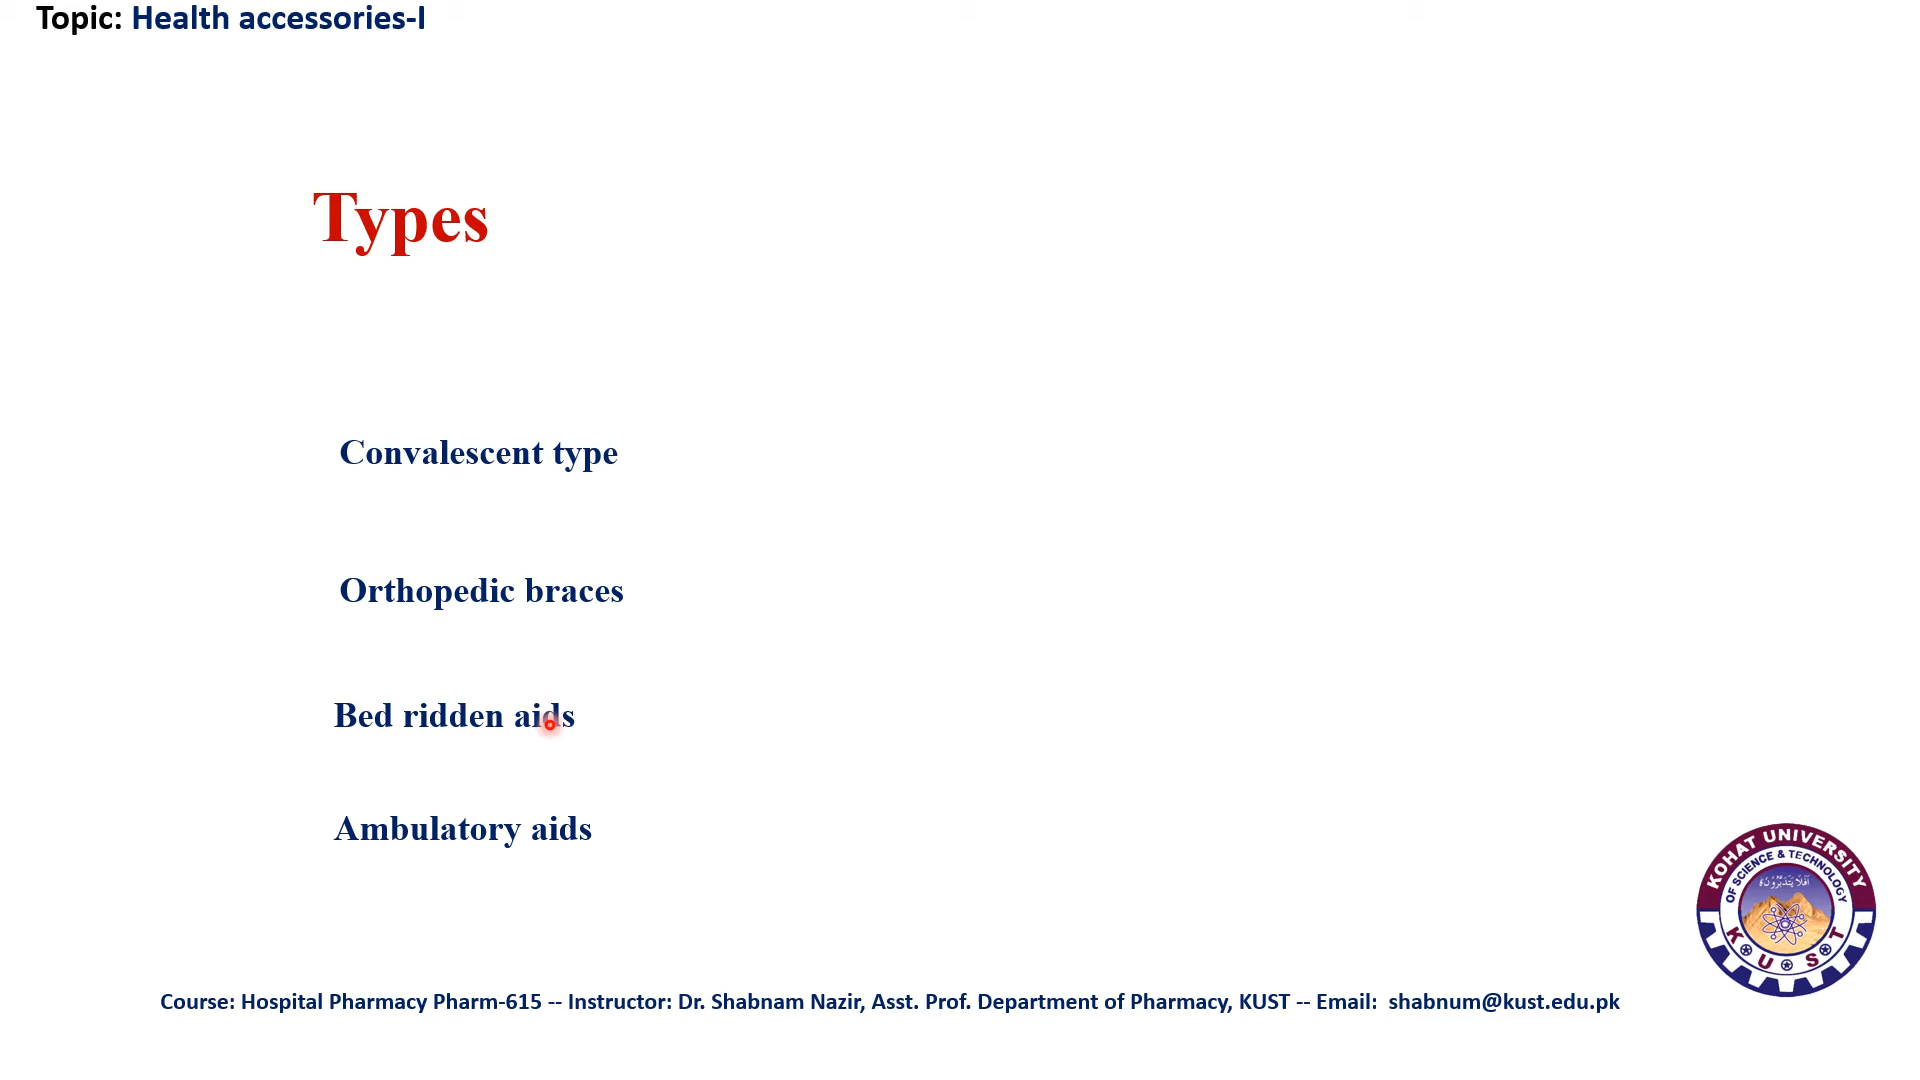 Topic: Health accessories-I
Types
Convalescent type
Orthopedic braces
Bed ridden aids
Ambulatory aids
KOHAT UNIVERSITY
OF SCIENCE & TECHNOLOGY
أفلا يتدبرون
K U S T
Course: Hospital Pharmacy Pharm-615 -- Instructor: Dr. Shabnam Nazir, Asst. Prof. Department of Pharmacy, KUST -- Email: shabnum@kust.edu.pk